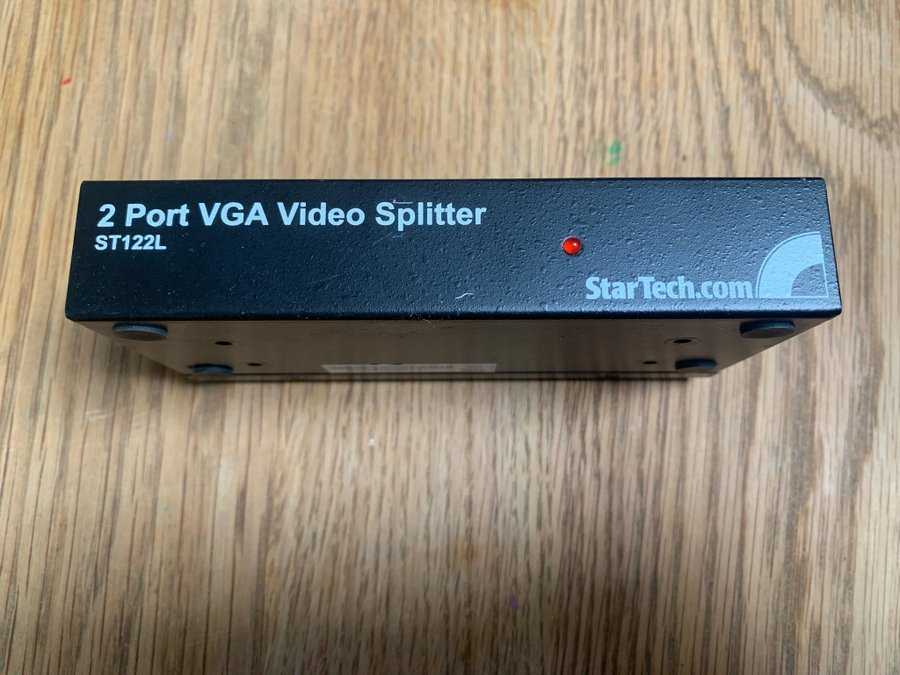 2 Port VGA Video Splitter
ST122L
StarTech.com